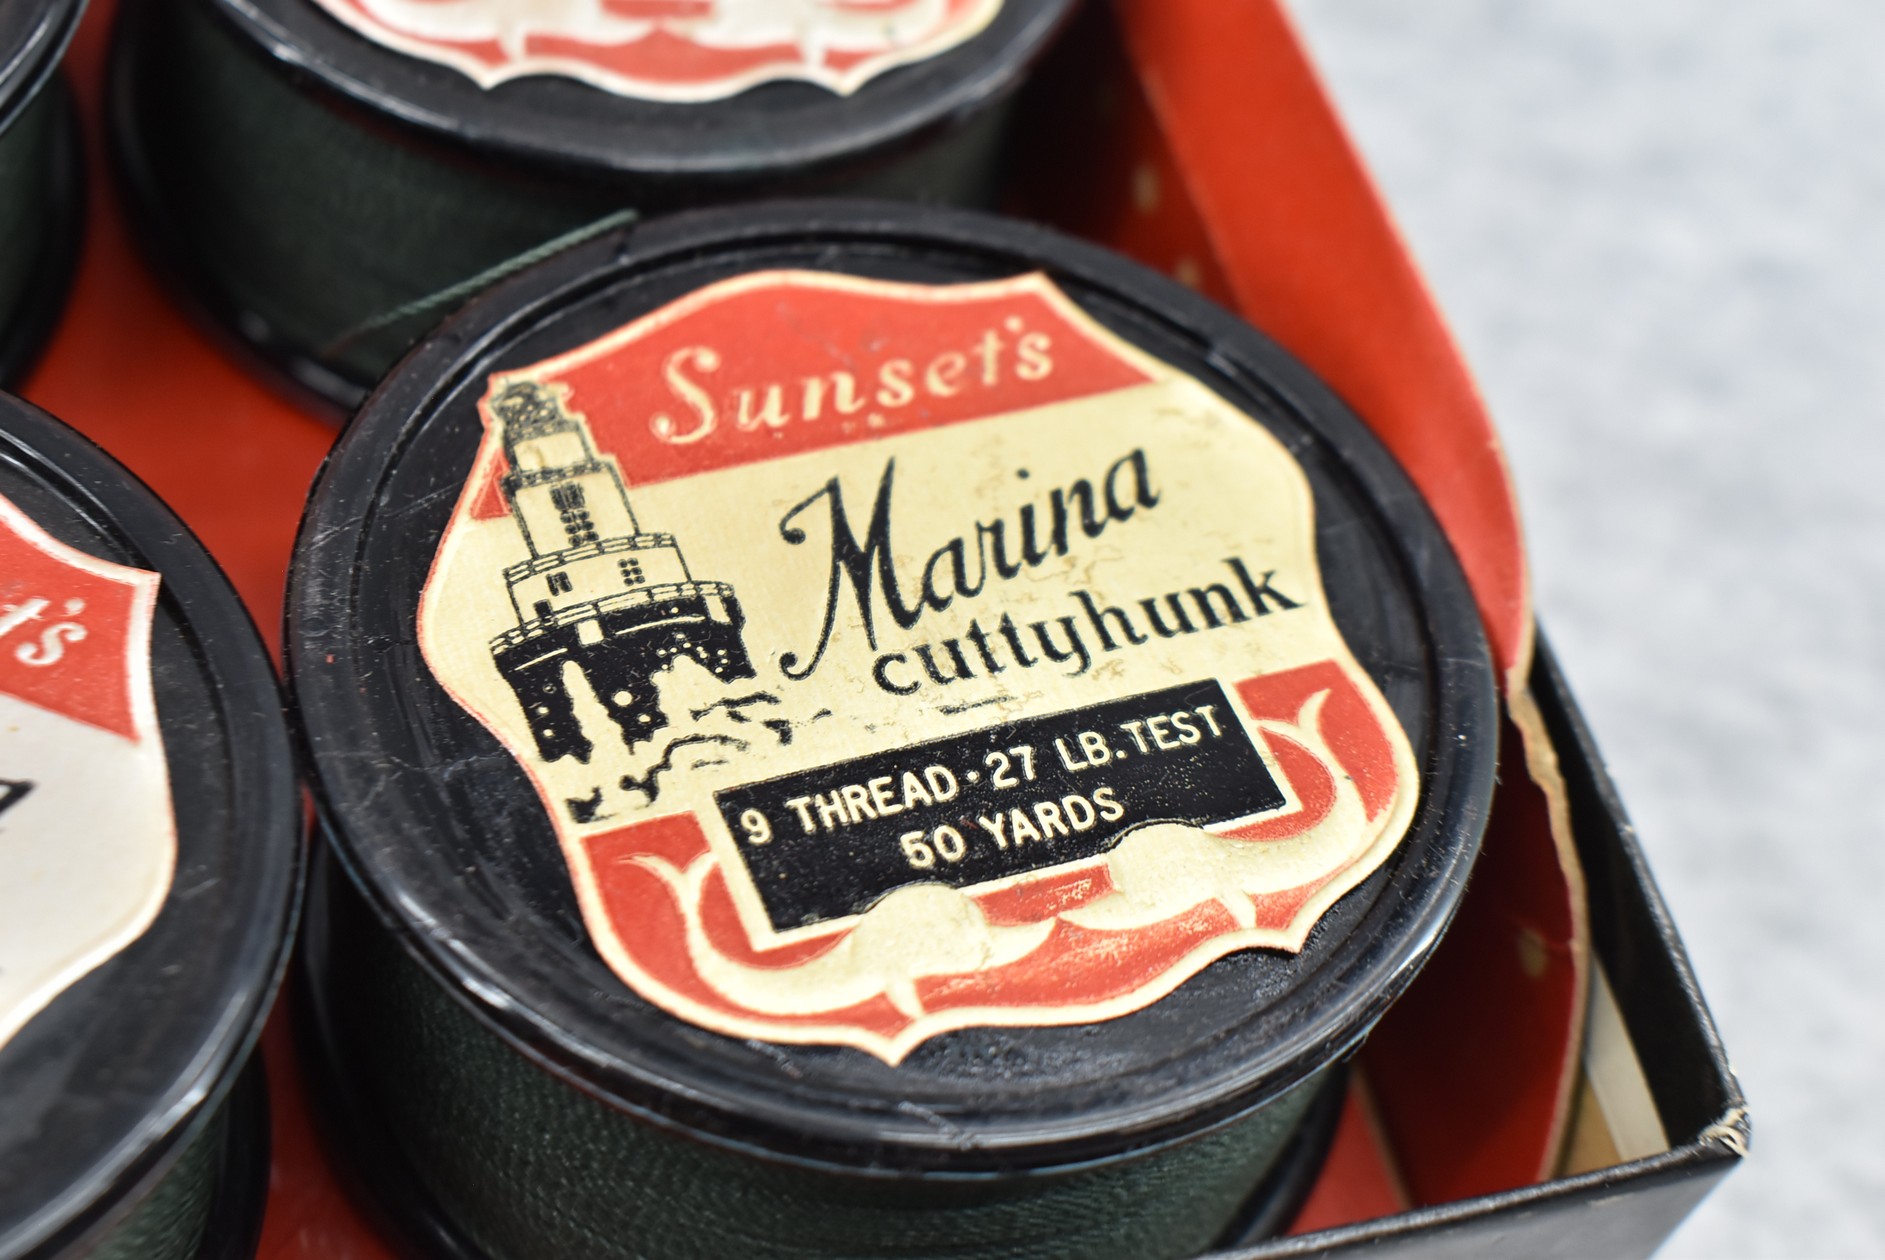 Sunset's
Marina
cuttyhunk
9 THREAD · 27 LB. TEST
50 YARDS